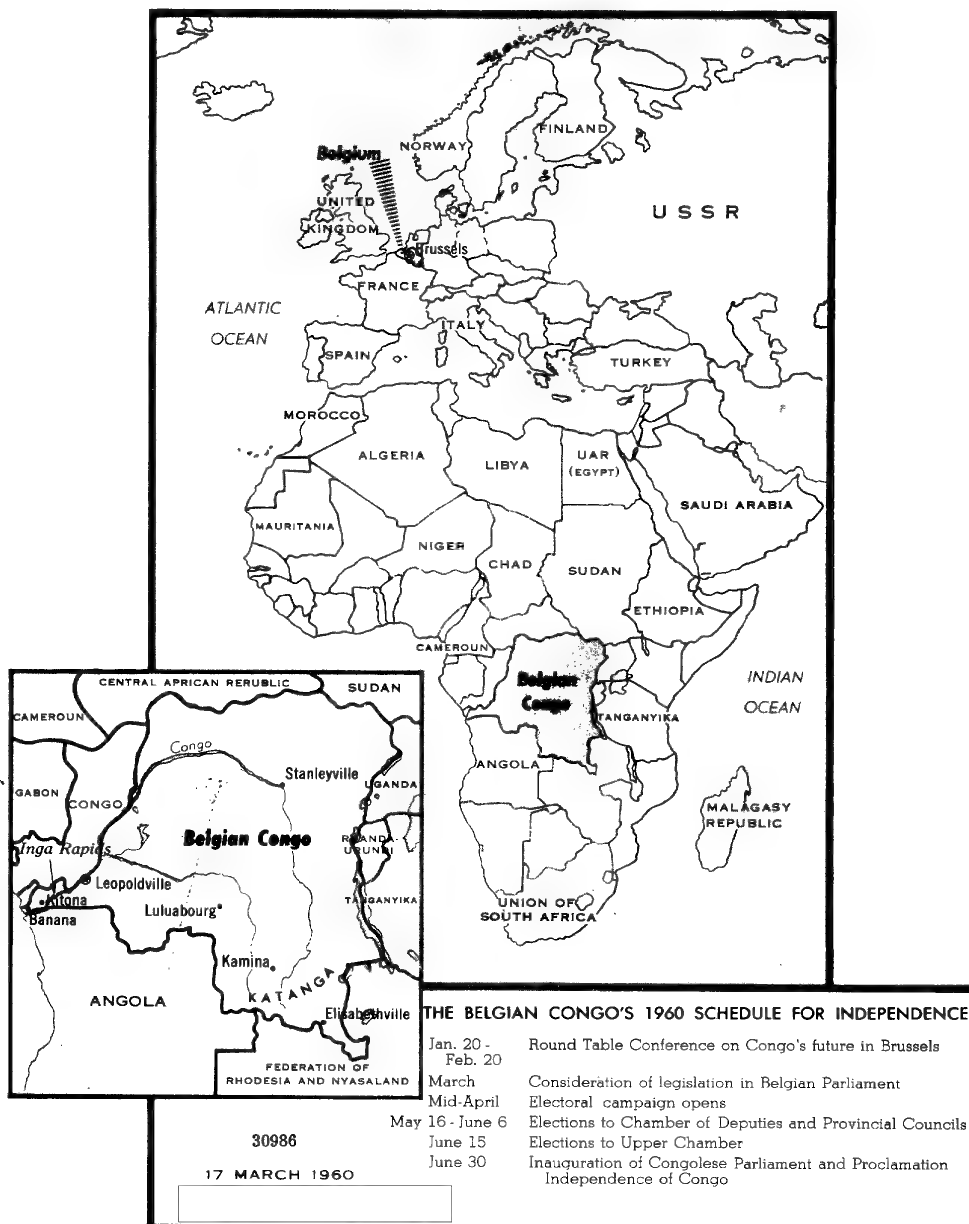 FINLAND
NORWAY
Belgium
UNITED
KINGDOM
USSR
Brussels
FRANCE
ATLANTIC
OCEAN
ITALY
SPAIN
TURKEY
MOROCCO
ALGERIA
LIBYA
UAR
(EGYPT)
SAUDI ARABIA
MAURITANIA
NIGER
CHAD
SUDAN
ETHIOPIA
CAMEROUN
Belgian
Congo
INDIAN
OCEAN
TANGANYIKA
ANGOLA
MALAGASY
REPUBLIC
UNION OF
SOUTH AFRICA
CENTRAL AFRICAN RERUBLIC
SUDAN
CAMEROUN
Congo
Stanleyville
UGANDA
GABON
CONGO
Belgian Congo
RUANDA-
URUNDI
Inga Rapids
Leopoldville
Kitona
Banana
Luluabourg
TANGANYIKA
Kamina
KATANGA
ANGOLA
Elisabethville
FEDERATION OF
RHODESIA AND NYASALAND
THE BELGIAN CONGO'S 1960 SCHEDULE FOR INDEPENDENCE
Jan. 20 - Round Table Conference on Congo's future in Brussels
Feb. 20
March Consideration of legislation in Belgian Parliament
Mid-April Electoral campaign opens
May 16 - June 6 Elections to Chamber of Deputies and Provincial Councils
June 15 Elections to Upper Chamber
June 30 Inauguration of Congolese Parliament and Proclamation
Independence of Congo
30986
17 MARCH 1960